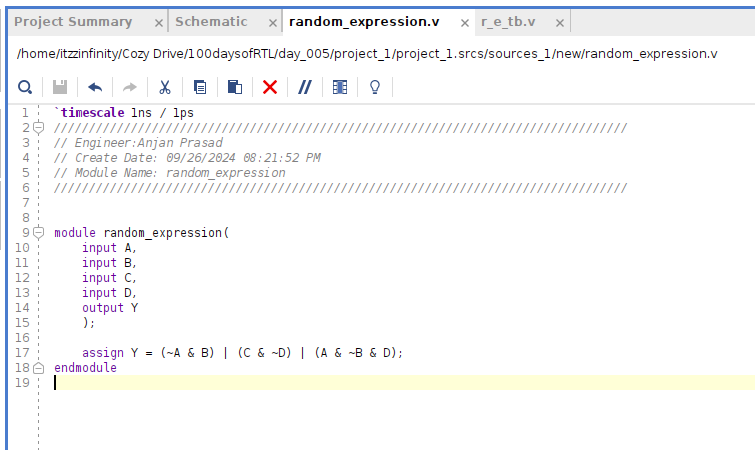 Project Summary × Schematic × random_expression.v × r_e_tb.v ×
/home/itzzinfinity/Cozy Drive/100daysofRTL/day_005/project_1/project_1.srcs/sources_1/new/random_expression.v
1 `timescale 1ns / 1ps
2 //////////////////////////////////////////////////////////////////////////////////
3 // Engineer:Anjan Prasad
4 // Create Date: 09/26/2024 08:21:52 PM
5 // Module Name: random_expression
6 //////////////////////////////////////////////////////////////////////////////////
7
8
9 module random_expression(
10 input A,
11 input B,
12 input C,
13 input D,
14 output Y
15 );
16
17 assign Y = (~A & B) | (C & ~D) | (A & ~B & D);
18 endmodule
19